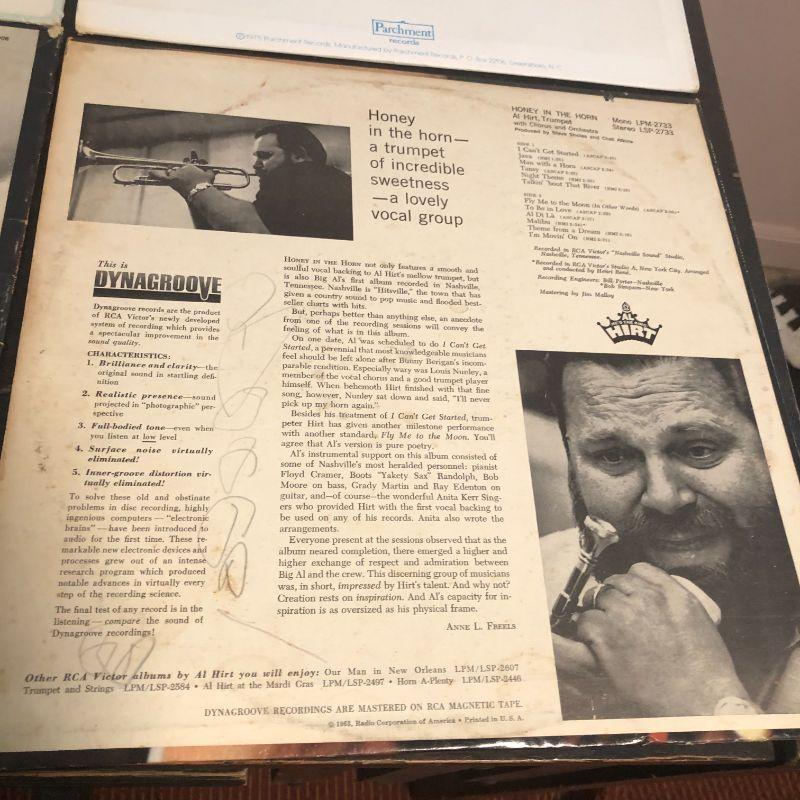 Parchment
records
℗1975 Parchment Records. Manufactured by Parchment Records, P. O. Box 22706, Greensboro, N. C.
Honey
in the horn—
a trumpet
of incredible
sweetness
—a lovely
vocal group
HONEY IN THE HORN Mono LPM-2733
Al Hirt, Trumpet Stereo LSP-2733
with Chorus and Orchestra
Produced by Steve Sholes and Chet Atkins
SIDE 1
I Can't Get Started
Java
Man with a Horn
Tansy
Night Theme
Talkin' 'bout That River
SIDE 2
Fly Me to the Moon (In Other Words)
To Be in Love
Al Di Là
Malibu
Theme from a Dream
I'm Movin' On
Recorded in RCA Victor's "Nashville Sound" Studio,
Nashville, Tennessee.
*Recorded in RCA Victor's Studio A, New York City. Arranged
and conducted by Henri René.
Recording Engineers: Bill Porter—Nashville
*Bob Simpson—New York
Mastering by Jim Malloy
AL
HIRT
This is
DYNAGROOVE
Dynagroove records are the product
of RCA Victor's newly developed
system of recording which provides
a spectacular improvement in the
sound quality.
CHARACTERISTICS:
1. Brilliance and clarity—the
original sound in startling defi-
nition
2. Realistic presence—sound
projected in "photographic" per-
spective
3. Full-bodied tone—even when
you listen at low level
4. Surface noise virtually
eliminated!
5. Inner-groove distortion vir-
tually eliminated!
To solve these old and obstinate
problems in disc recording, highly
ingenious computers—"electronic
brains"—have been introduced to
audio for the first time. These re-
markable new electronic devices and
processes grew out of an intense
research program which produced
notable advances in virtually every
step of the recording science.
The final test of any record is in the
listening—compare the sound of
Dynagroove recordings!
HONEY IN THE HORN not only features a smooth and
soulful vocal backing to Al Hirt's mellow trumpet, but
is also Big Al's first album recorded in Nashville,
Tennessee. Nashville is "Hitsville," the town that has
given a country sound to pop music and flooded best-
seller charts with hits.
But, perhaps better than anything else, an anecdote
from one of the recording sessions will convey the
feeling of what is in this album.
On one date, Al was scheduled to do I Can't Get
Started, a perennial that most knowledgeable musicians
feel should be left alone after Bunny Berigan's incom-
parable rendition. Especially wary was Louis Nunley, a
member of the vocal chorus and a good trumpet player
himself. When behemoth Hirt finished with that fine
song, however, Nunley sat down and said, "I'll never
pick up my horn again."
Besides his treatment of I Can't Get Started, trum-
peter Hirt has given another milestone performance
with another standard, Fly Me to the Moon. You'll
agree that Al's version is pure poetry.
Al's instrumental support on this album consisted of
some of Nashville's most heralded personnel: pianist
Floyd Cramer, Boots "Yakety Sax" Randolph, Bob
Moore on bass, Grady Martin and Ray Edenton on
guitar, and—of course—the wonderful Anita Kerr Sing-
ers who provided Hirt with the first vocal backing to
be used on any of his records. Anita also wrote the
arrangements.
Everyone present at the sessions observed that as the
album neared completion, there emerged a higher and
higher exchange of respect and admiration between
Big Al and the crew. This discerning group of musicians
was, in short, impressed by Hirt's talent. And why not?
Creation rests on inspiration. And Al's capacity for in-
spiration is as oversized as his physical frame.
ANNE L. FREELS
Other RCA Victor albums by Al Hirt you will enjoy: Our Man in New Orleans LPM/LSP-2607
Trumpet and Strings LPM/LSP-2584 • Al Hirt at the Mardi Gras LPM/LSP-2497 • Horn A-Plenty LPM/LSP-2446
DYNAGROOVE RECORDINGS ARE MASTERED ON RCA MAGNETIC TAPE.
© 1963, Radio Corporation of America • Printed in U. S. A.